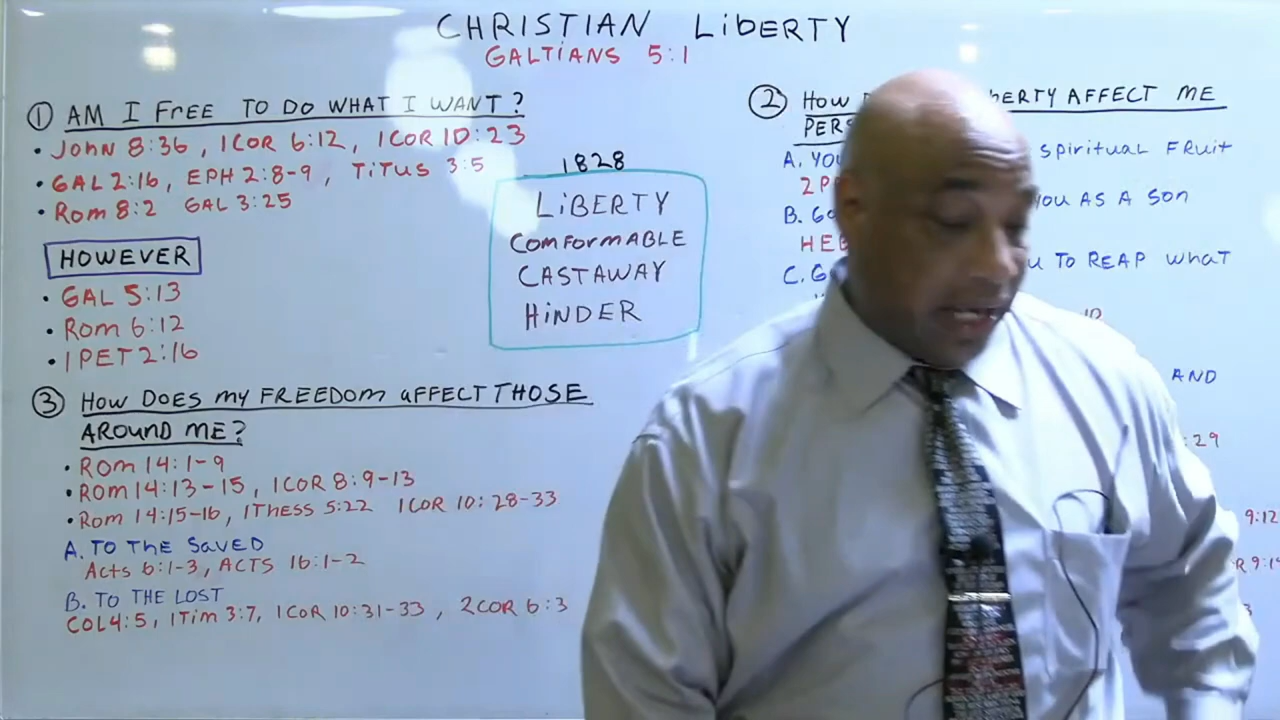 CHRISTIAN LIBERTY
GALTIANS 5:1
① AM I FREE TO DO WHAT I WANT?
• JOHN 8:36, 1COR 6:12, 1COR 10:23
• GAL 2:16, EPH 2:8-9, TITUS 3:5
• ROM 8:2 GAL 3:25
HOWEVER
• GAL 5:13
• ROM 6:12
• 1PET 2:16
1828
LIBERTY
COMFORMABLE
CASTAWAY
HINDER
③ HOW DOES MY FREEDOM AFFECT THOSE
AROUND ME?
• ROM 14:1-9
• ROM 14:13-15, 1COR 8:9-13
• ROM 14:15-16, 1THESS 5:22 1COR 10:28-33
A. TO THE SAVED
ACTS 6:1-3, ACTS 16:1-2
B. TO THE LOST
COL4:5, 1TIM 3:7, 1COR 10:31-33, 2COR 6:3
② HOW AFFECT ME
A. SPIRITUAL FRUIT
B. YOU AS A SON
C. TO REAP WHAT
AND
:29
9:12